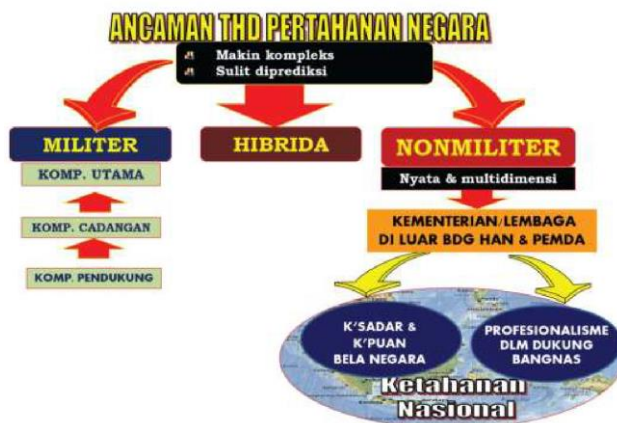 ANCAMAN THD PERTAHANAN NEGARA
Makin kompleks
Sulit diprediksi
MILITER
KOMP. UTAMA
KOMP. CADANGAN
KOMP. PENDUKUNG
HIBRIDA
NONMILITER
Nyata & multidimensi
KEMENTERIAN/LEMBAGA
DI LUAR BDG HAN & PEMDA
K'SADAR &
K'PUAN
BELA NEGARA
PROFESIONALISME
DLM DUKUNG
BANGNAS
Ketahanan
Nasional